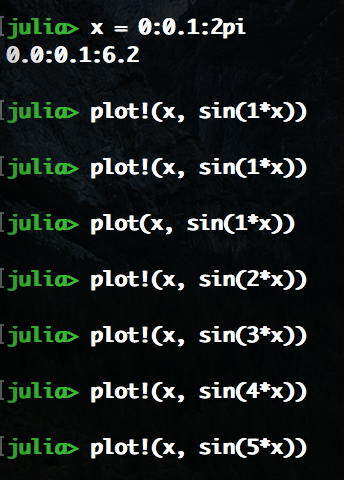 julia> x = 0:0.1:2pi
0.0:0.1:6.2
julia> plot!(x, sin(1*x))
julia> plot!(x, sin(1*x))
julia> plot(x, sin(1*x))
julia> plot!(x, sin(2*x))
julia> plot!(x, sin(3*x))
julia> plot!(x, sin(4*x))
julia> plot!(x, sin(5*x))